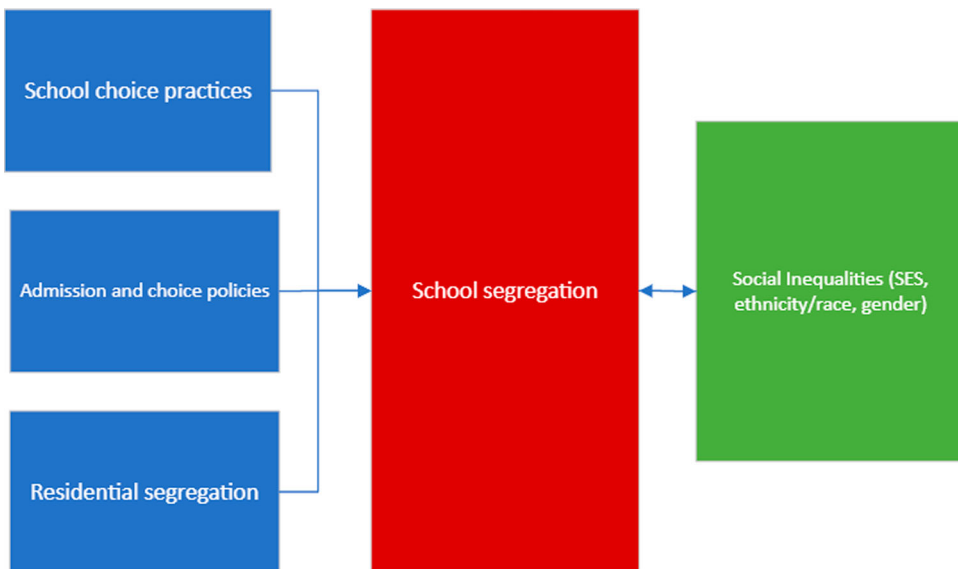 School choice practices
Admission and choice policies
Residential segregation
School segregation
Social Inequalities (SES,
ethnicity/race, gender)